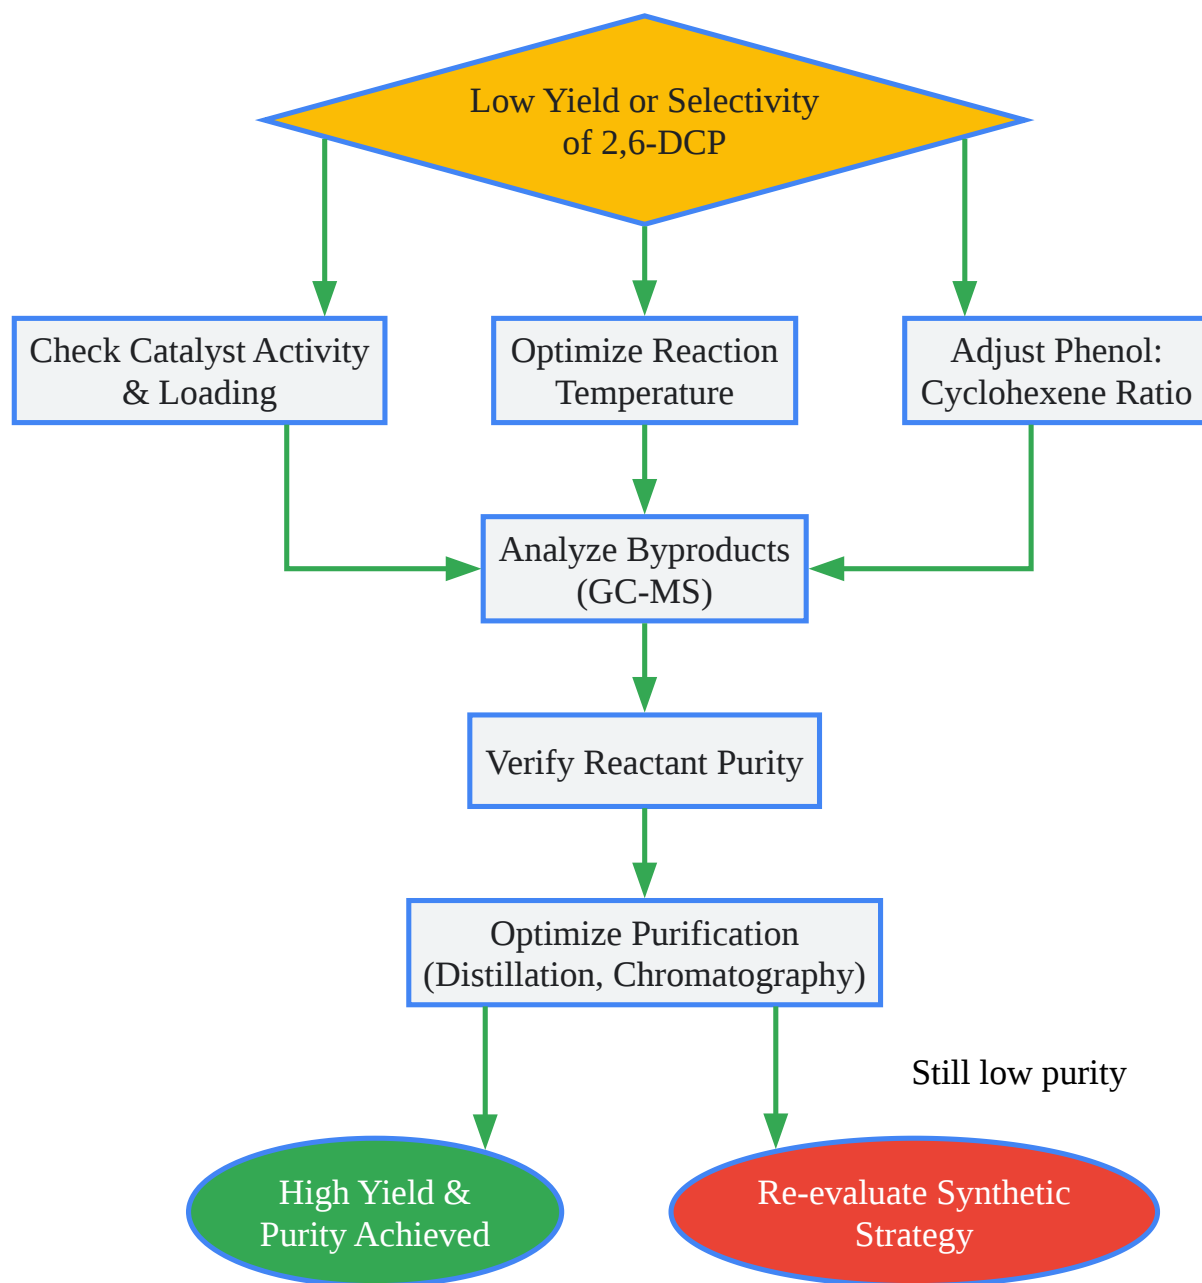 Low Yield or Selectivity
of 2,6-DCP
Check Catalyst Activity
& Loading
Optimize Reaction
Temperature
Adjust Phenol:
Cyclohexene Ratio
Analyze Byproducts
(GC-MS)
Verify Reactant Purity
Optimize Purification
(Distillation, Chromatography)
Still low purity
High Yield &
Purity Achieved
Re-evaluate Synthetic
Strategy